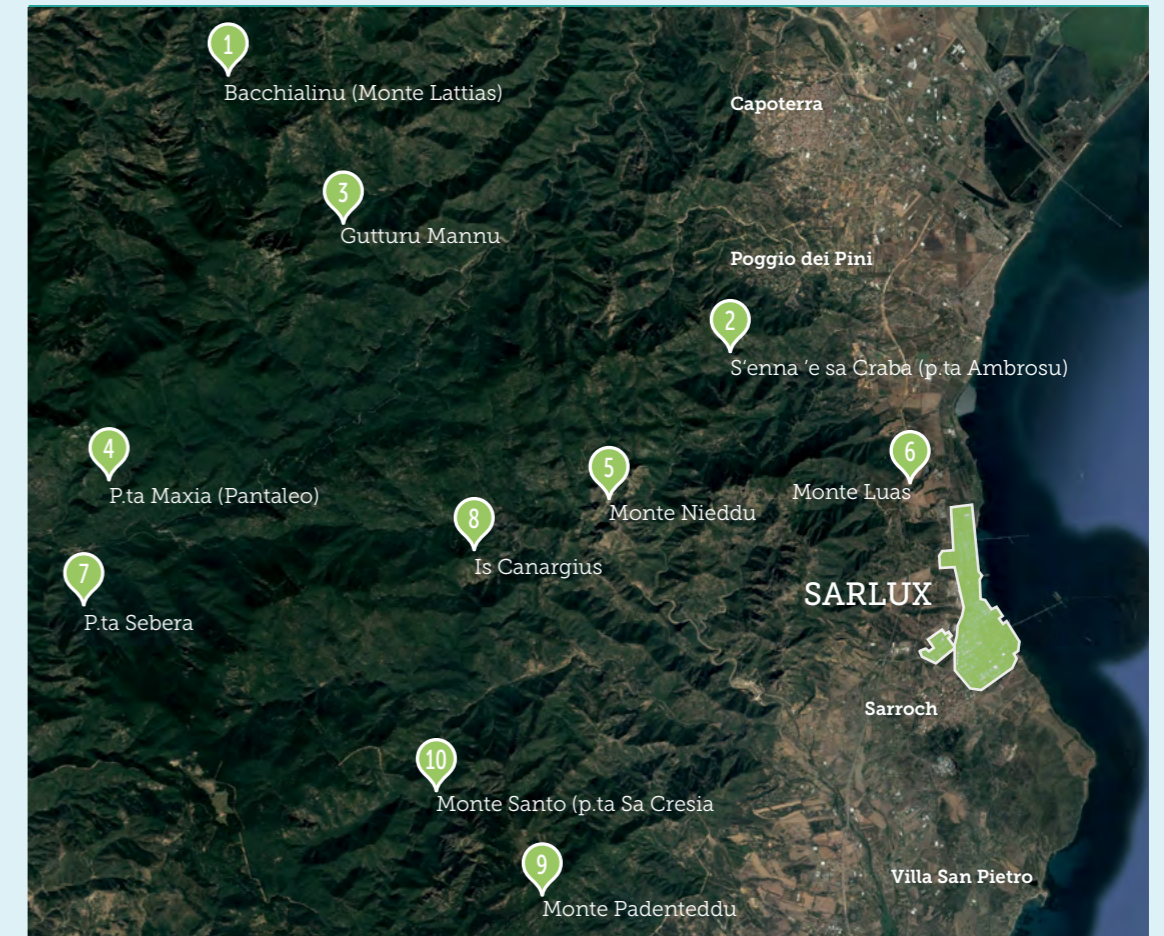 1
Bacchialinu (Monte Lattias)
Capoterra
3
Gutturu Mannu
Poggio dei Pini
2
S'enna 'e sa Craba (p.ta Ambrosu)
4
P.ta Maxia (Pantaleo)
5
Monte Nieddu
6
Monte Luas
8
Is Canargius
7
P.ta Sebera
SARLUX
Sarroch
10
Monte Santo (p.ta Sa Cresia
9
Monte Padenteddu
Villa San Pietro